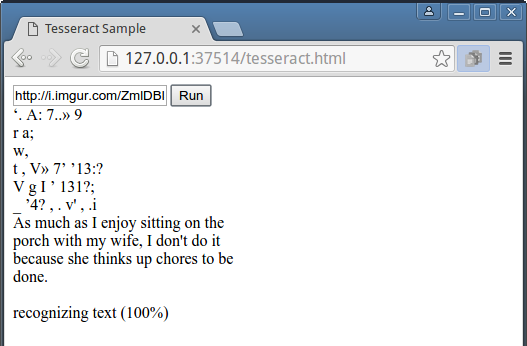 Tesseract Sample
127.0.0.1:37514/tesseract.html
http://i.imgur.com/ZmlDBl Run
‘. A: 7..» 9
r a;
w,
t , V» 7’ ’13:?
V g I ’ 131?;
_ ’4? , . v' , .i
As much as I enjoy sitting on the
porch with my wife, I don't do it
because she thinks up chores to be
done.
recognizing text (100%)